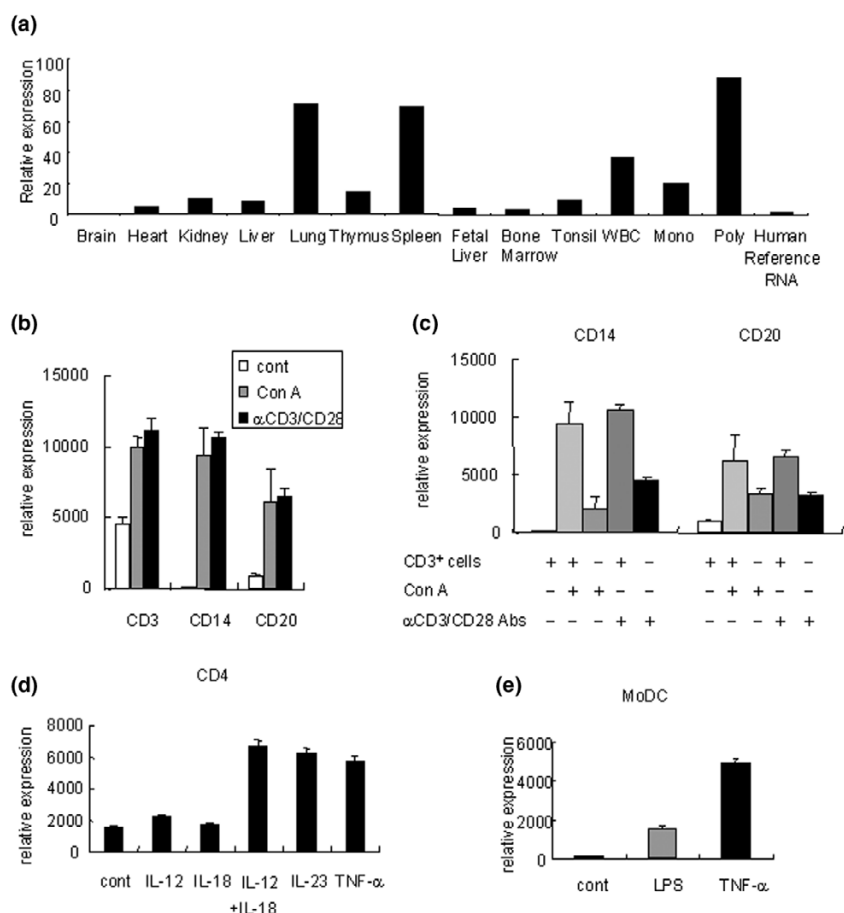 (a)
Relative expression
100
80
60
40
20
0
Brain Heart Kidney Liver Lung Thymus Spleen Fetal Liver Bone Marrow Tonsil WBC Mono Poly Human Reference RNA
(b)
relative expression
15000
10000
5000
0
cont
Con A
αCD3/CD28
CD3 CD14 CD20
(c)
CD14 CD20
relative expression
15000
10000
5000
0
CD3⁺ cells + + - + - + + - + -
Con A - + + - - - + + - -
αCD3/CD28 Abs - - - + + - - - + +
(d)
CD4
relative expression
8000
6000
4000
2000
0
cont IL-12 IL-18 IL-12 +IL-18 IL-23 TNF-α
(e)
MoDC
relative expression
6000
4000
2000
0
cont LPS TNF-α